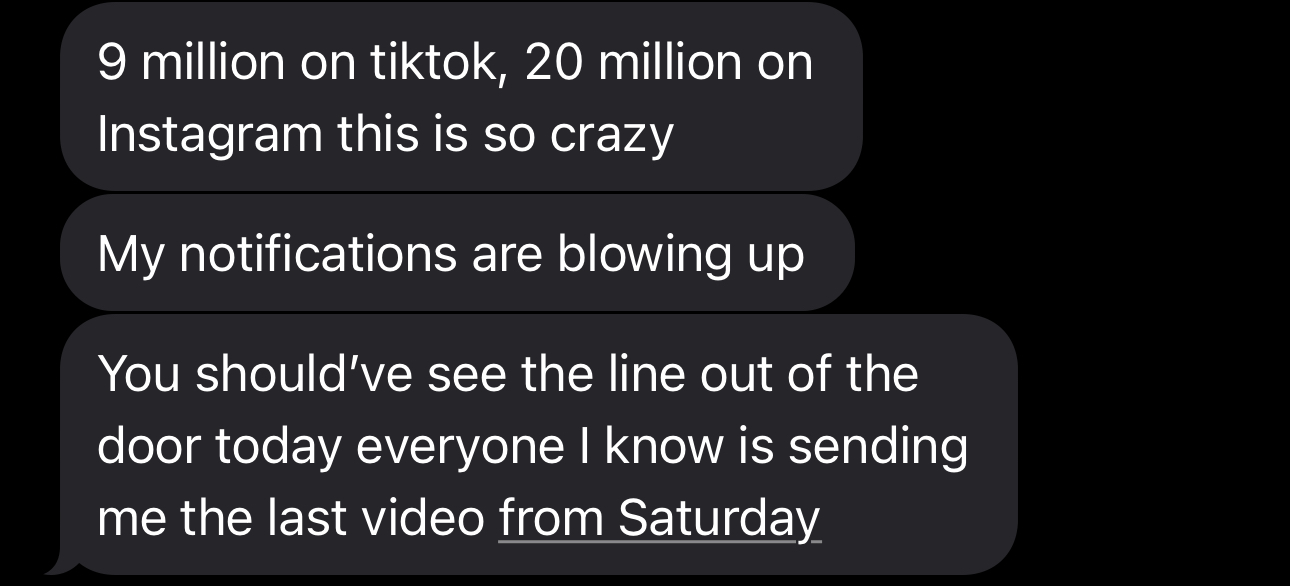 9 million on tiktok, 20 million on
Instagram this is so crazy
My notifications are blowing up
You should’ve see the line out of the
door today everyone I know is sending
me the last video from Saturday